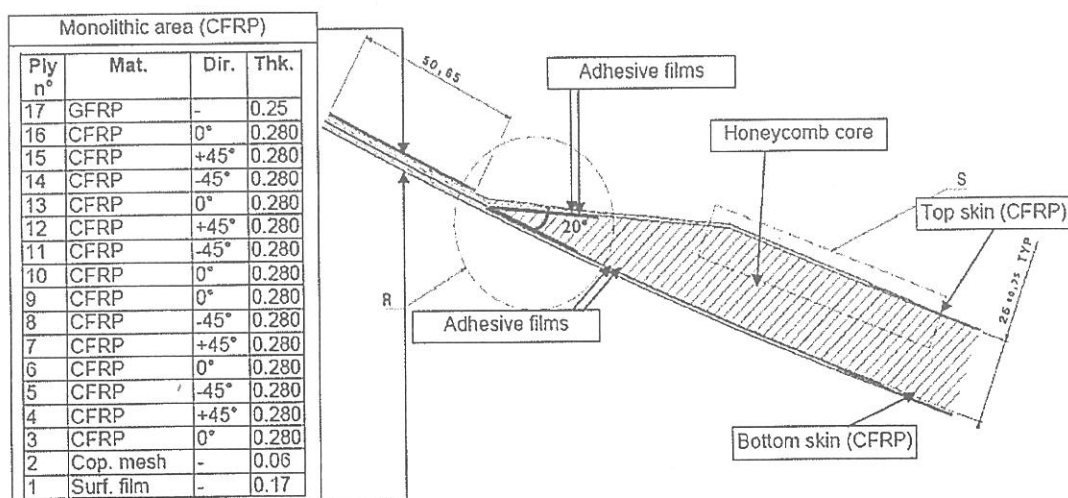 Monolithic area (CFRP)
Ply n° Mat. Dir. Thk.
17 GFRP - 0.25
16 CFRP 0° 0.280
15 CFRP +45° 0.280
14 CFRP -45° 0.280
13 CFRP 0° 0.280
12 CFRP +45° 0.280
11 CFRP -45° 0.280
10 CFRP 0° 0.280
9 CFRP 0° 0.280
8 CFRP -45° 0.280
7 CFRP +45° 0.280
6 CFRP 0° 0.280
5 CFRP -45° 0.280
4 CFRP +45° 0.280
3 CFRP 0° 0.280
2 Cop. mesh - 0.06
1 Surf. film - 0.17
50,65
Adhesive films
Honeycomb core
S
Top skin (CFRP)
20°
R
Adhesive films
TYP
Bottom skin (CFRP)